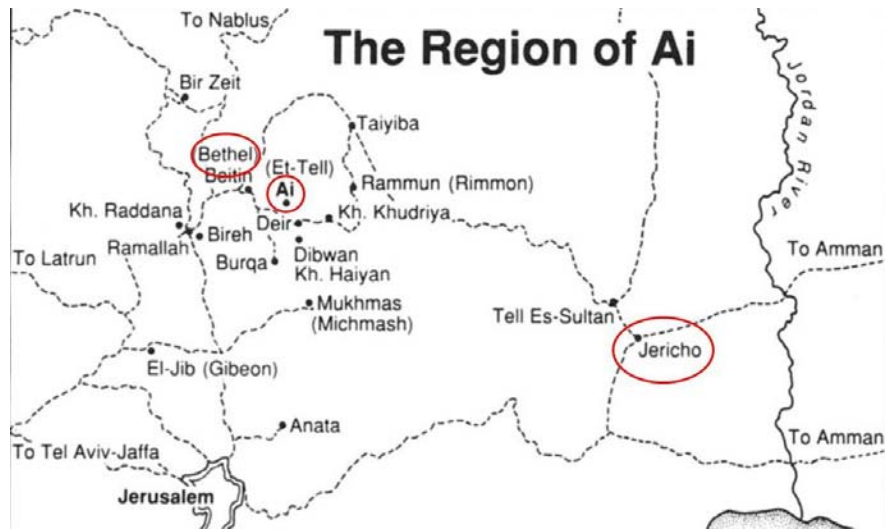 To Nablus
The Region of Ai
Bir Zeit
Jordan River
Taiyiba
Bethel
(Et-Tell)
Beitin
Ai
Rammun (Rimmon)
Kh. Raddana
Deir
Kh. Khudriya
Ramallah
Bireh
To Latrun
Burqa
Dibwan
Kh. Haiyan
To Amman
Mukhmas
(Michmash)
Tell Es-Sultan
Jericho
El-Jib (Gibeon)
Anata
To Tel Aviv-Jaffa
To Amman
Jerusalem